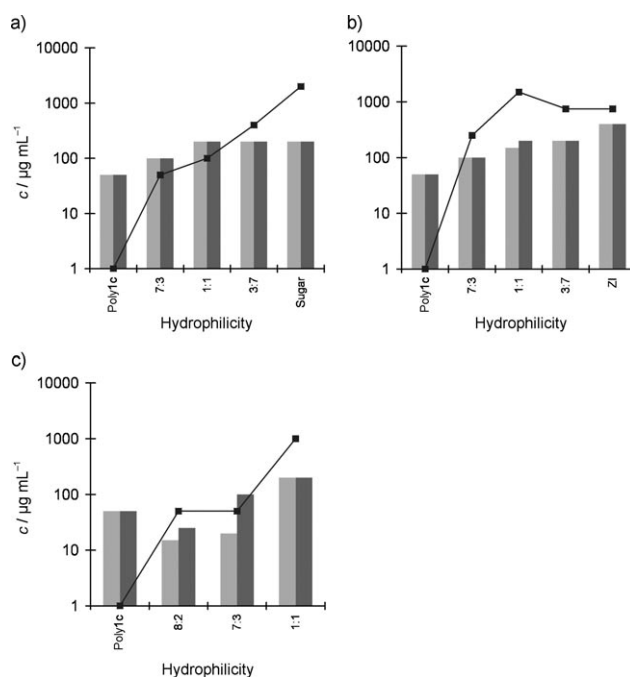 a)
10000
1000
100
10
1
c / µg mL⁻¹
Poly1c
7:3
1:1
3:7
Sugar
Hydrophilicity
b)
10000
1000
100
10
1
Poly1c
7:3
1:1
3:7
ZI
Hydrophilicity
c)
10000
1000
100
10
1
c / µg mL⁻¹
Poly1c
8:2
7:3
1:1
Hydrophilicity